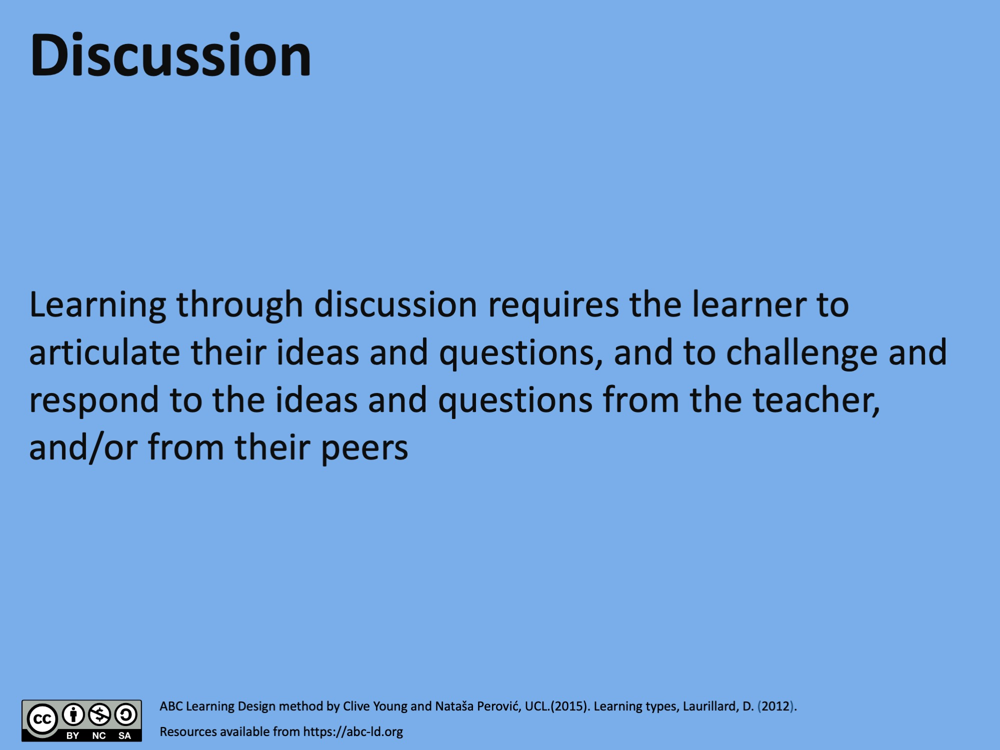 Discussion
Learning through discussion requires the learner to
articulate their ideas and questions, and to challenge and
respond to the ideas and questions from the teacher,
and/or from their peers
cc
BY NC SA
ABC Learning Design method by Clive Young and Nataša Perović, UCL.(2015). Learning types, Laurillard, D. (2012).
Resources available from https://abc-ld.org